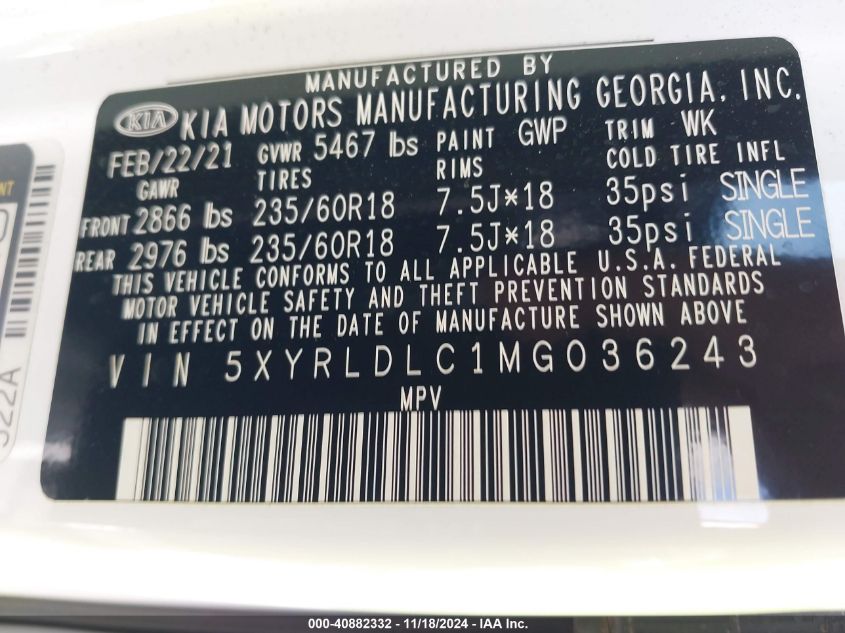 MANUFACTURED BY
KIA KIA MOTORS MANUFACTURING GEORGIA, INC.
FEB/22/21 GVWR 5467 lbs PAINT GWP TRIM WK
GAWR TIRES RIMS COLD TIRE INFL
FRONT 2866 lbs 235/60R18 7.5J*18 35psi SINGLE
REAR 2976 lbs 235/60R18 7.5J*18 35psi SINGLE
THIS VEHICLE CONFORMS TO ALL APPLICABLE U.S.A. FEDERAL
MOTOR VEHICLE SAFETY AND THEFT PREVENTION STANDARDS
IN EFFECT ON THE DATE OF MANUFACTURE SHOWN ABOVE
VIN 5XYRLDLC1MG036243
MPV
522A
000-40882332 - 11/18/2024 - IAA Inc.